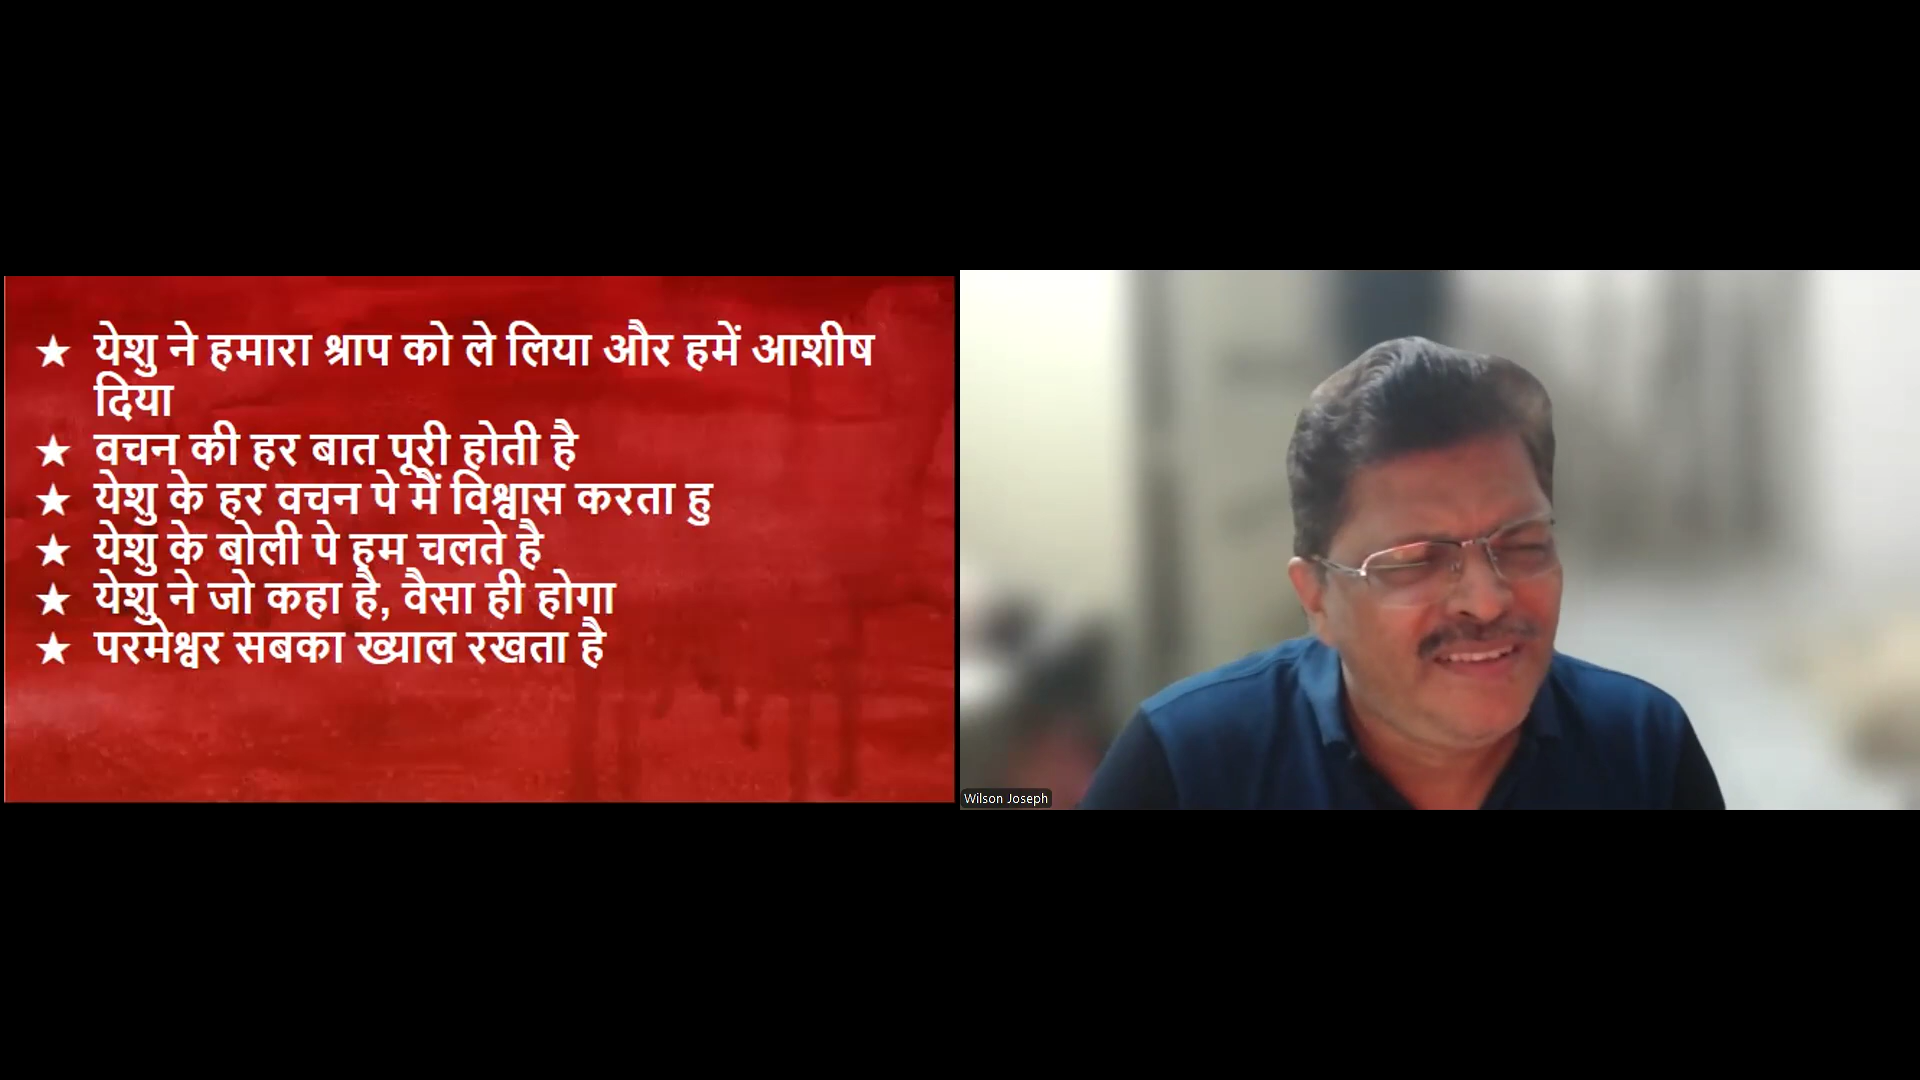 ★ येशु ने हमारा श्राप को ले लिया और हमें आशीष
दिया
★ वचन की हर बात पूरी होती है
★ येशु के हर वचन पे मैं विश्वास करता हु
★ येशु के बोली पे हम चलते है
★ येशु ने जो कहा है, वैसा ही होगा
★ परमेश्वर सबका ख्याल रखता है
Wilson Joseph